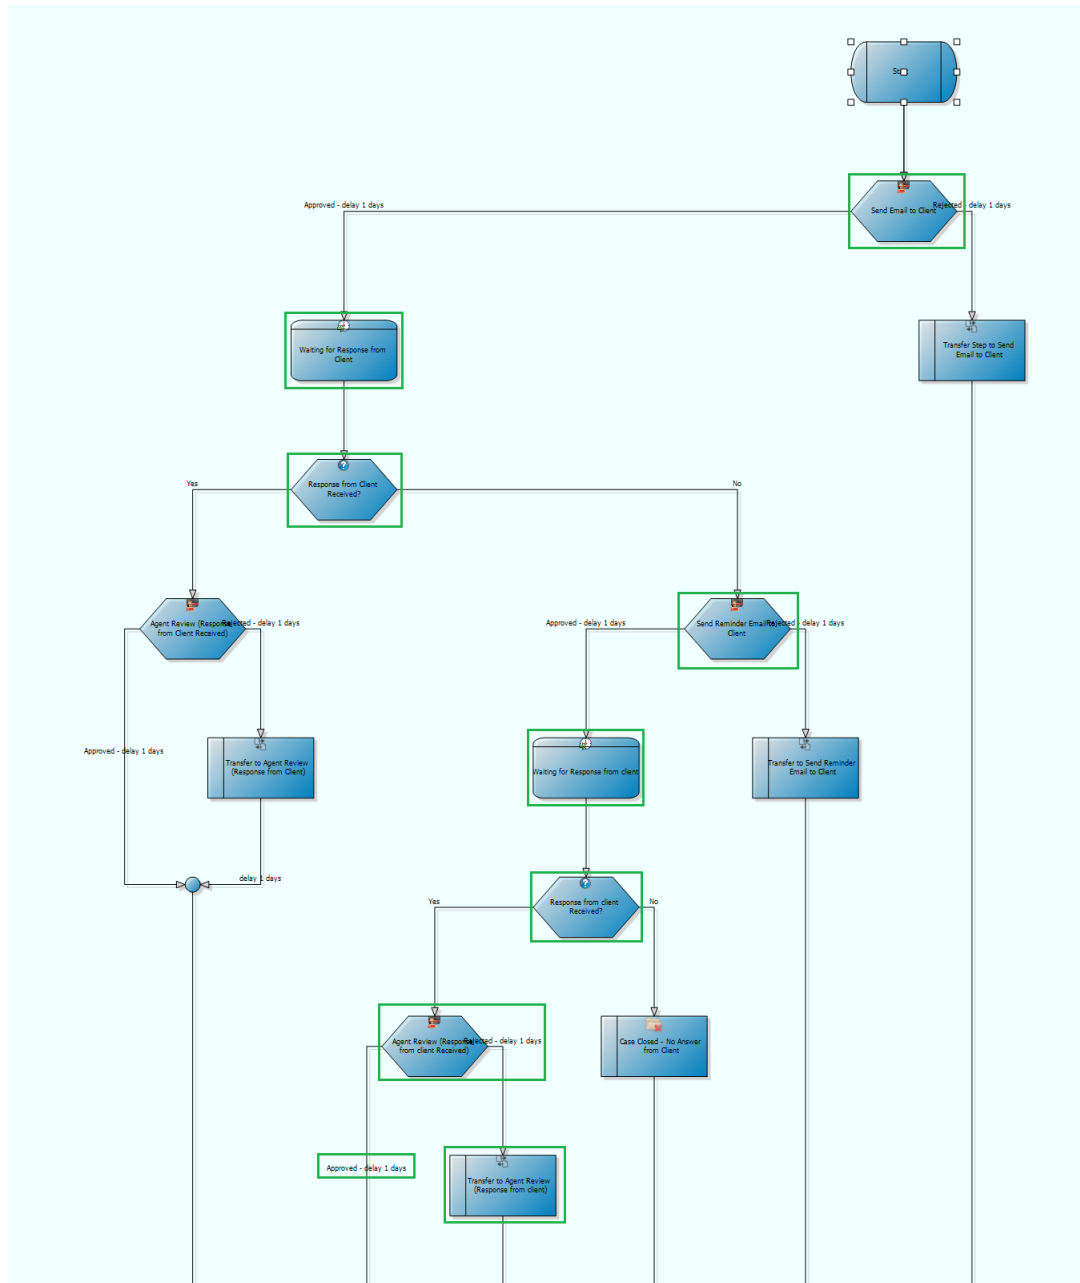 Send Email to Client
Rejected - delay 1 days
Approved - delay 1 days
Waiting for Response from
Client
Transfer Step to Send
Email to Client
Response from Client
Received?
Yes
No
Agent Review (Response
from Client Received)
Rejected - delay 1 days
Approved - delay 1 days
Send Reminder Email to
Client
Rejected - delay 1 days
Approved - delay 1 days
Transfer to Agent Review
(Response from Client)
Waiting for Response from client
Transfer to Send Reminder
Email to Client
delay 1 days
Response from client
Received?
Yes
No
Agent Review (Response
from client Received)
Rejected - delay 1 days
Case Closed - No Answer
from Client
Approved - delay 1 days
Transfer to Agent Review
(Response from client)